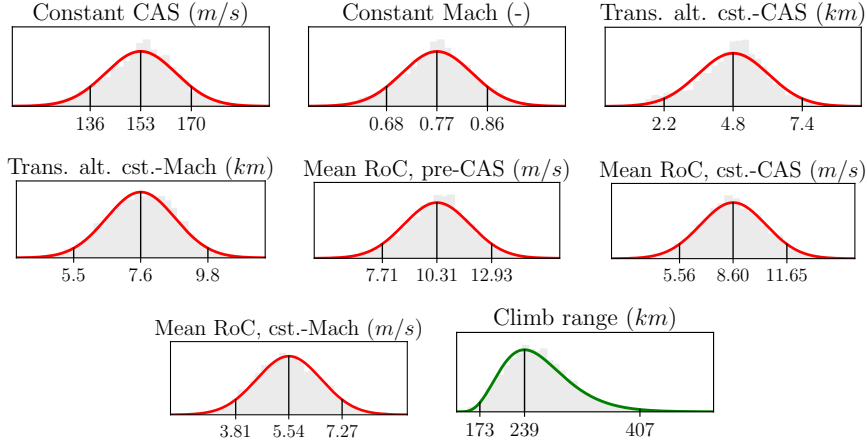 Constant CAS (m/s)
136 153 170
Constant Mach (-)
0.68 0.77 0.86
Trans. alt. cst.-CAS (km)
2.2 4.8 7.4
Trans. alt. cst.-Mach (km)
5.5 7.6 9.8
Mean RoC, pre-CAS (m/s)
7.71 10.31 12.93
Mean RoC, cst.-CAS (m/s)
5.56 8.60 11.65
Mean RoC, cst.-Mach (m/s)
3.81 5.54 7.27
Climb range (km)
173 239 407